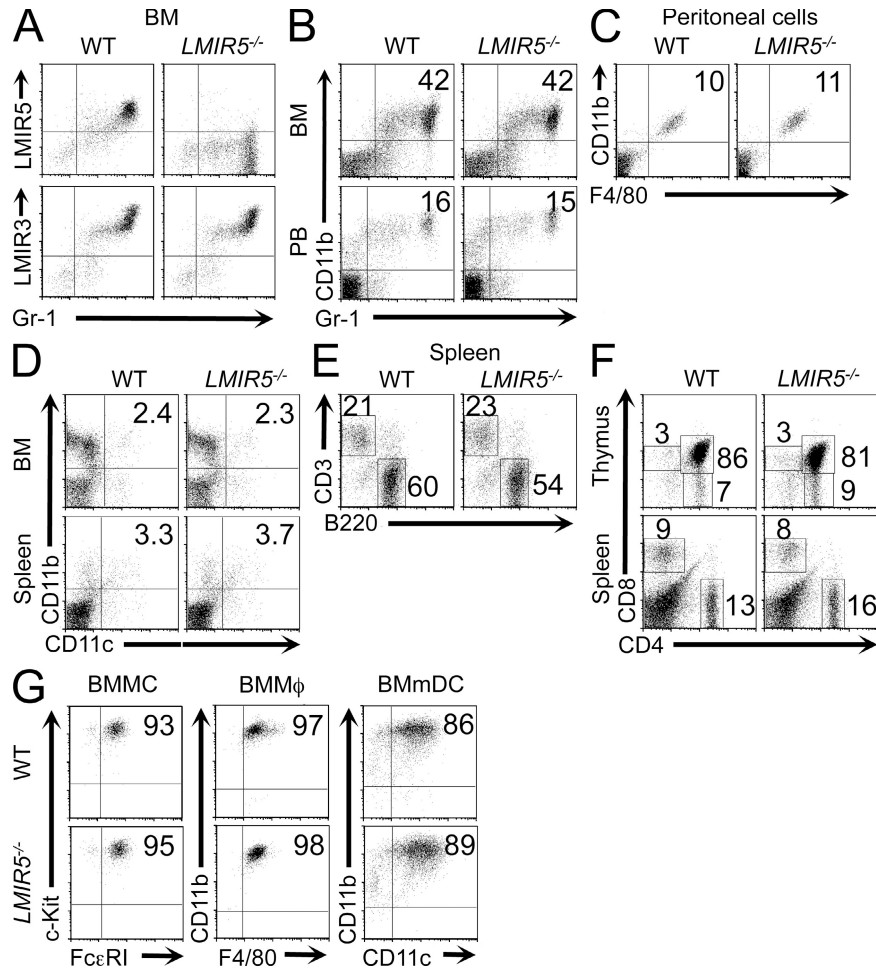 A
BM
WT
LMIR5-/-
LMIR5
LMIR3
Gr-1
B
WT
LMIR5-/-
BM
42
42
PB
16
15
CD11b
Gr-1
C
Peritoneal cells
WT
LMIR5-/-
CD11b
10
11
F4/80
D
WT
LMIR5-/-
BM
2.4
2.3
Spleen
3.3
3.7
CD11b
CD11c
E
Spleen
WT
LMIR5-/-
CD3
21
60
23
54
B220
F
WT
LMIR5-/-
Thymus
3
86
7
3
81
9
Spleen
9
13
8
16
CD8
CD4
G
BMMC
BMMϕ
BMmDC
WT
93
97
86
LMIR5-/-
95
98
89
c-Kit
CD11b
CD11b
FcεRI
F4/80
CD11c